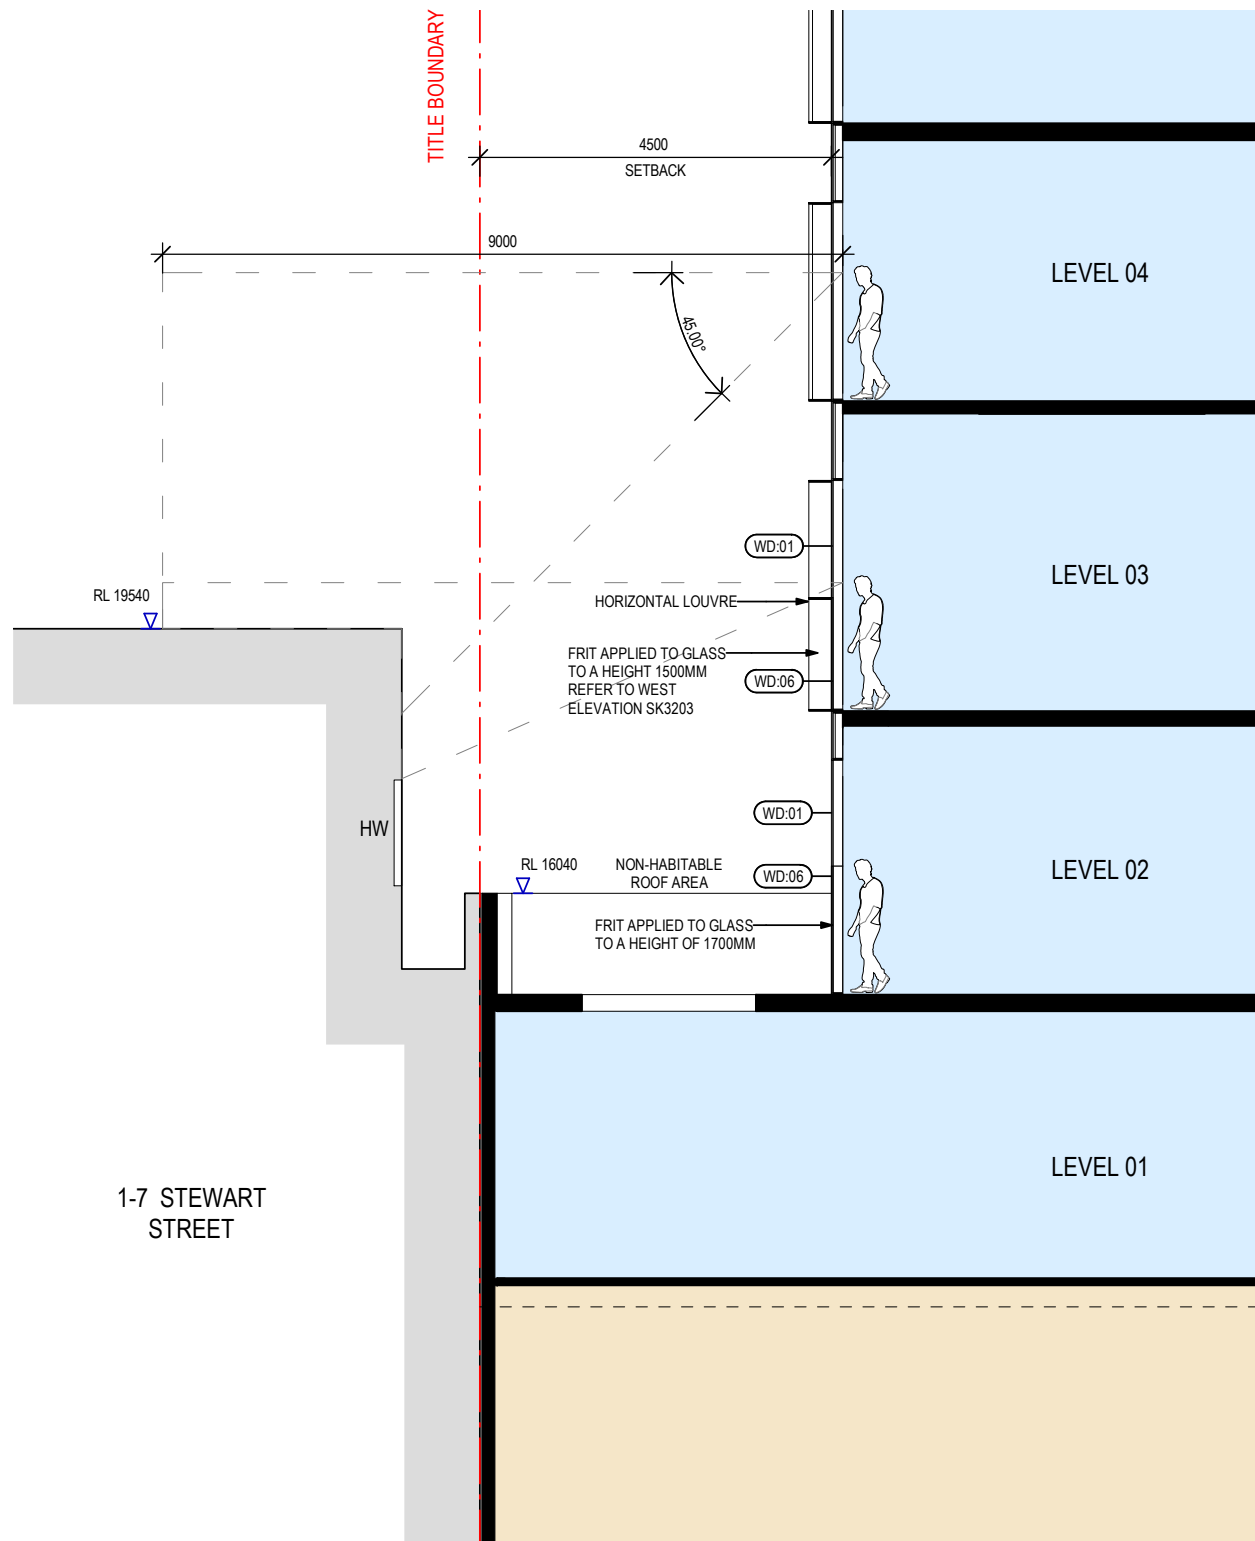 TITLE BOUNDARY
4500
SETBACK
9000
LEVEL 04
45.00°
WD:01
LEVEL 03
RL 19540
HORIZONTAL LOUVRE
FRIT APPLIED TO GLASS
TO A HEIGHT 1500MM
REFER TO WEST
ELEVATION SK3203
WD:06
WD:01
HW
RL 16040
NON-HABITABLE
ROOF AREA
WD:06
LEVEL 02
FRIT APPLIED TO GLASS
TO A HEIGHT OF 1700MM
LEVEL 01
1-7 STEWART
STREET